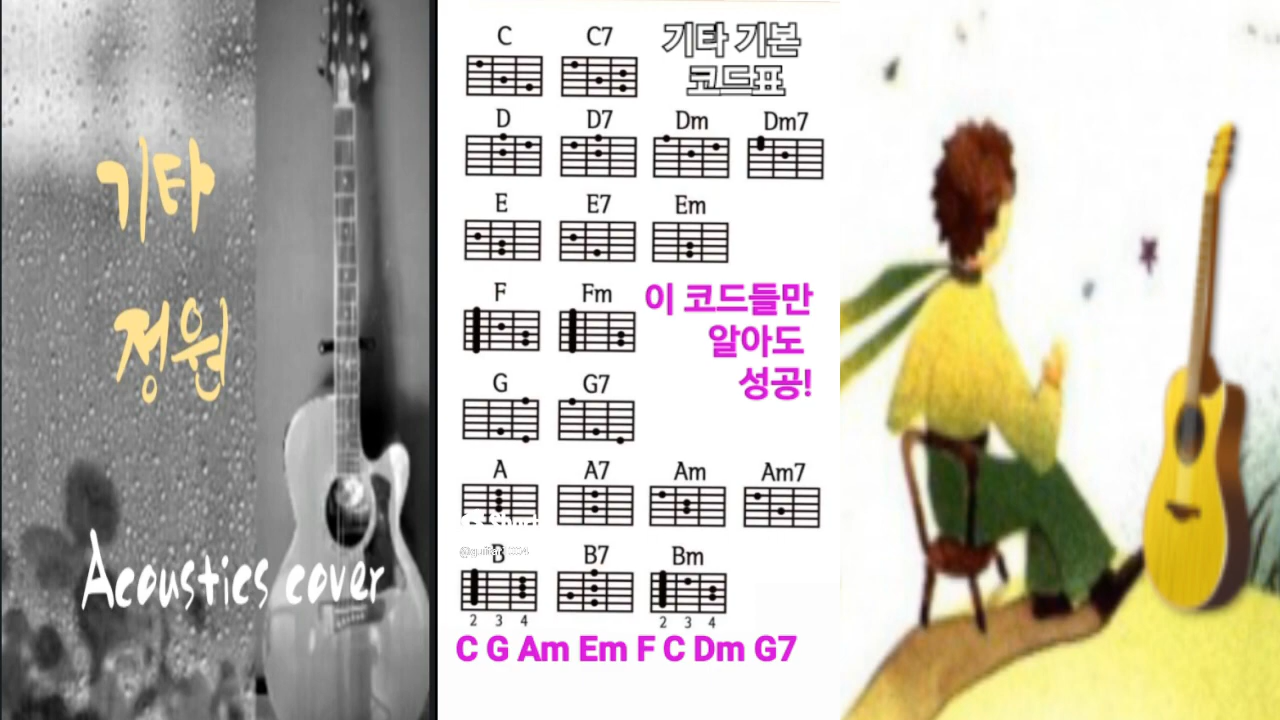 기타
정원
Acoustics cover
기타 기본
코드표
C C7
D D7 Dm Dm7
E E7 Em
F Fm
이 코드들만
알아도
성공!
G G7
A A7 Am Am7
B B7 Bm
2 3 4 2 3 4
C G Am Em F C Dm G7